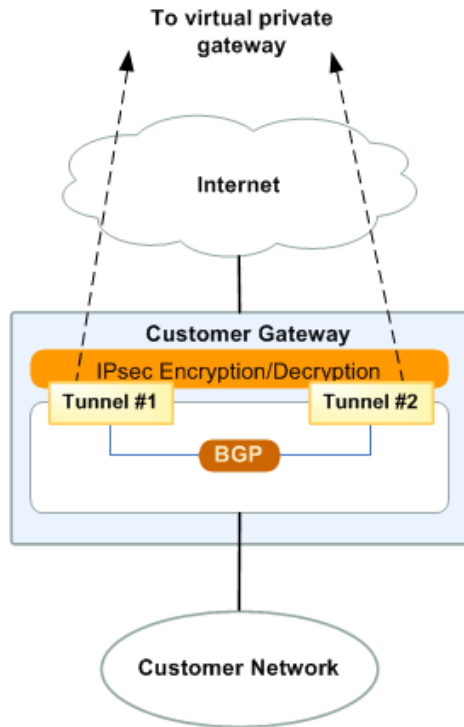 To virtual private
gateway
Internet
Customer Gateway
IPsec Encryption/Decryption
Tunnel #1
Tunnel #2
BGP
Customer Network